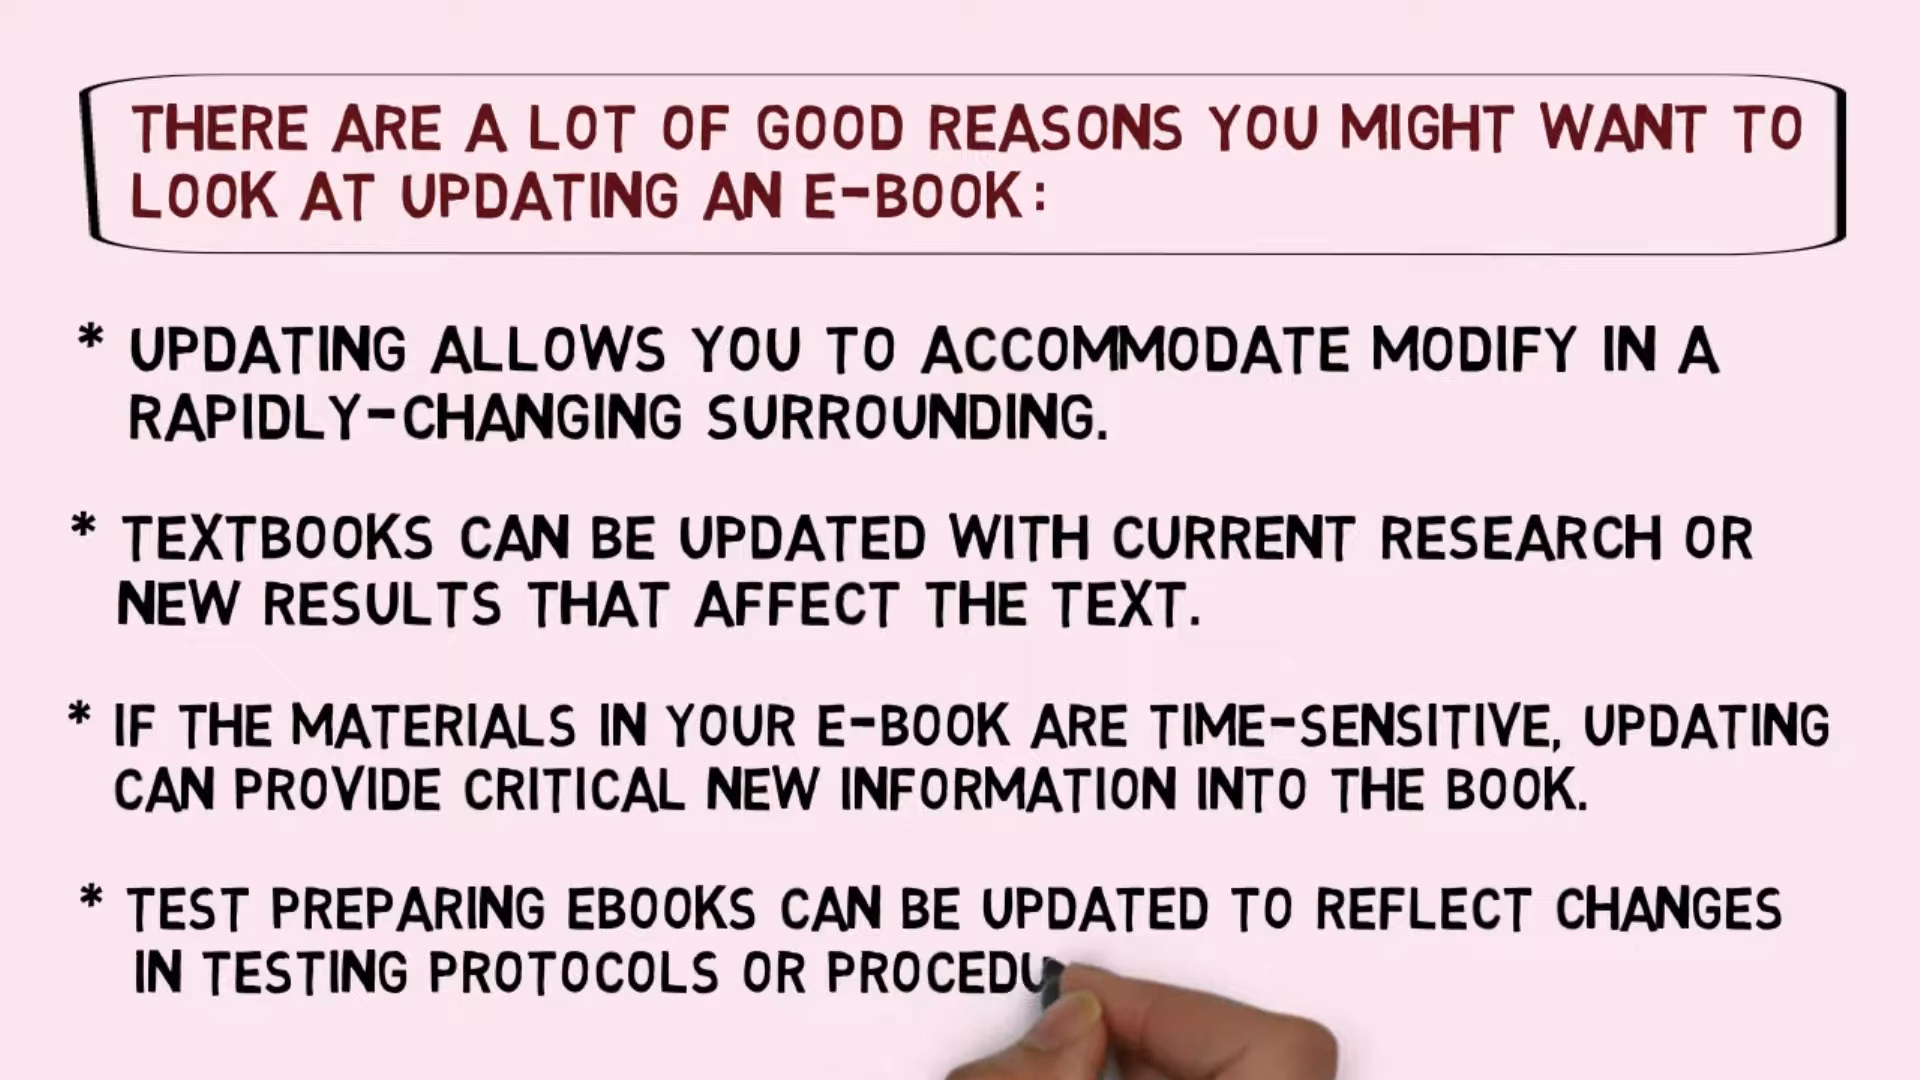 THERE ARE A LOT OF GOOD REASONS YOU MIGHT WANT TO
LOOK AT UPDATING AN E-BOOK:
* UPDATING ALLOWS YOU TO ACCOMMODATE MODIFY IN A
RAPIDLY-CHANGING SURROUNDING.
* TEXTBOOKS CAN BE UPDATED WITH CURRENT RESEARCH OR
NEW RESULTS THAT AFFECT THE TEXT.
* IF THE MATERIALS IN YOUR E-BOOK ARE TIME-SENSITIVE, UPDATING
CAN PROVIDE CRITICAL NEW INFORMATION INTO THE BOOK.
* TEST PREPARING EBOOKS CAN BE UPDATED TO REFLECT CHANGES
IN TESTING PROTOCOLS OR PROCEDU